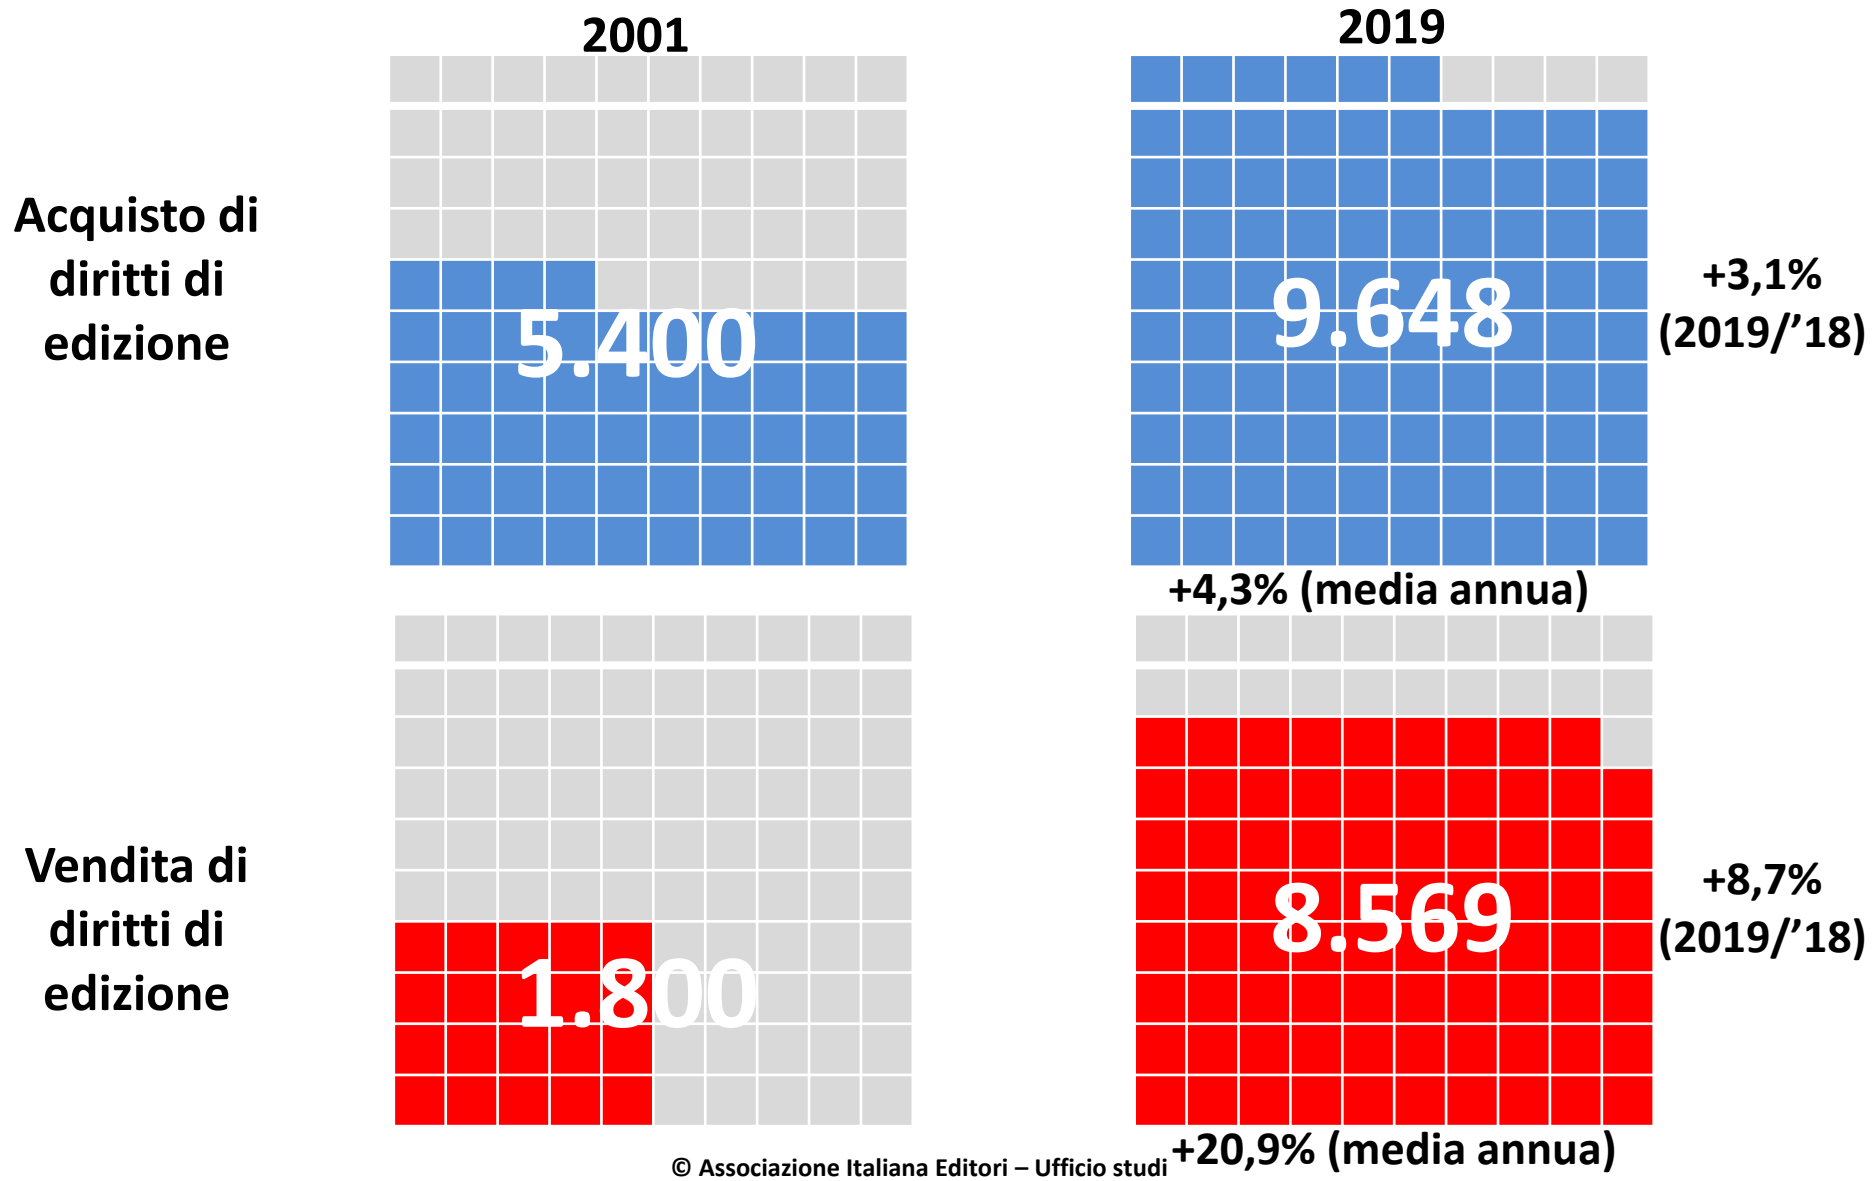 2001
2019
Acquisto di
diritti di
edizione
5.400
9.648
+3,1%
(2019/’18)
+4,3% (media annua)
Vendita di
diritti di
edizione
1.800
8.569
+8,7%
(2019/’18)
+20,9% (media annua)
© Associazione Italiana Editori – Ufficio studi